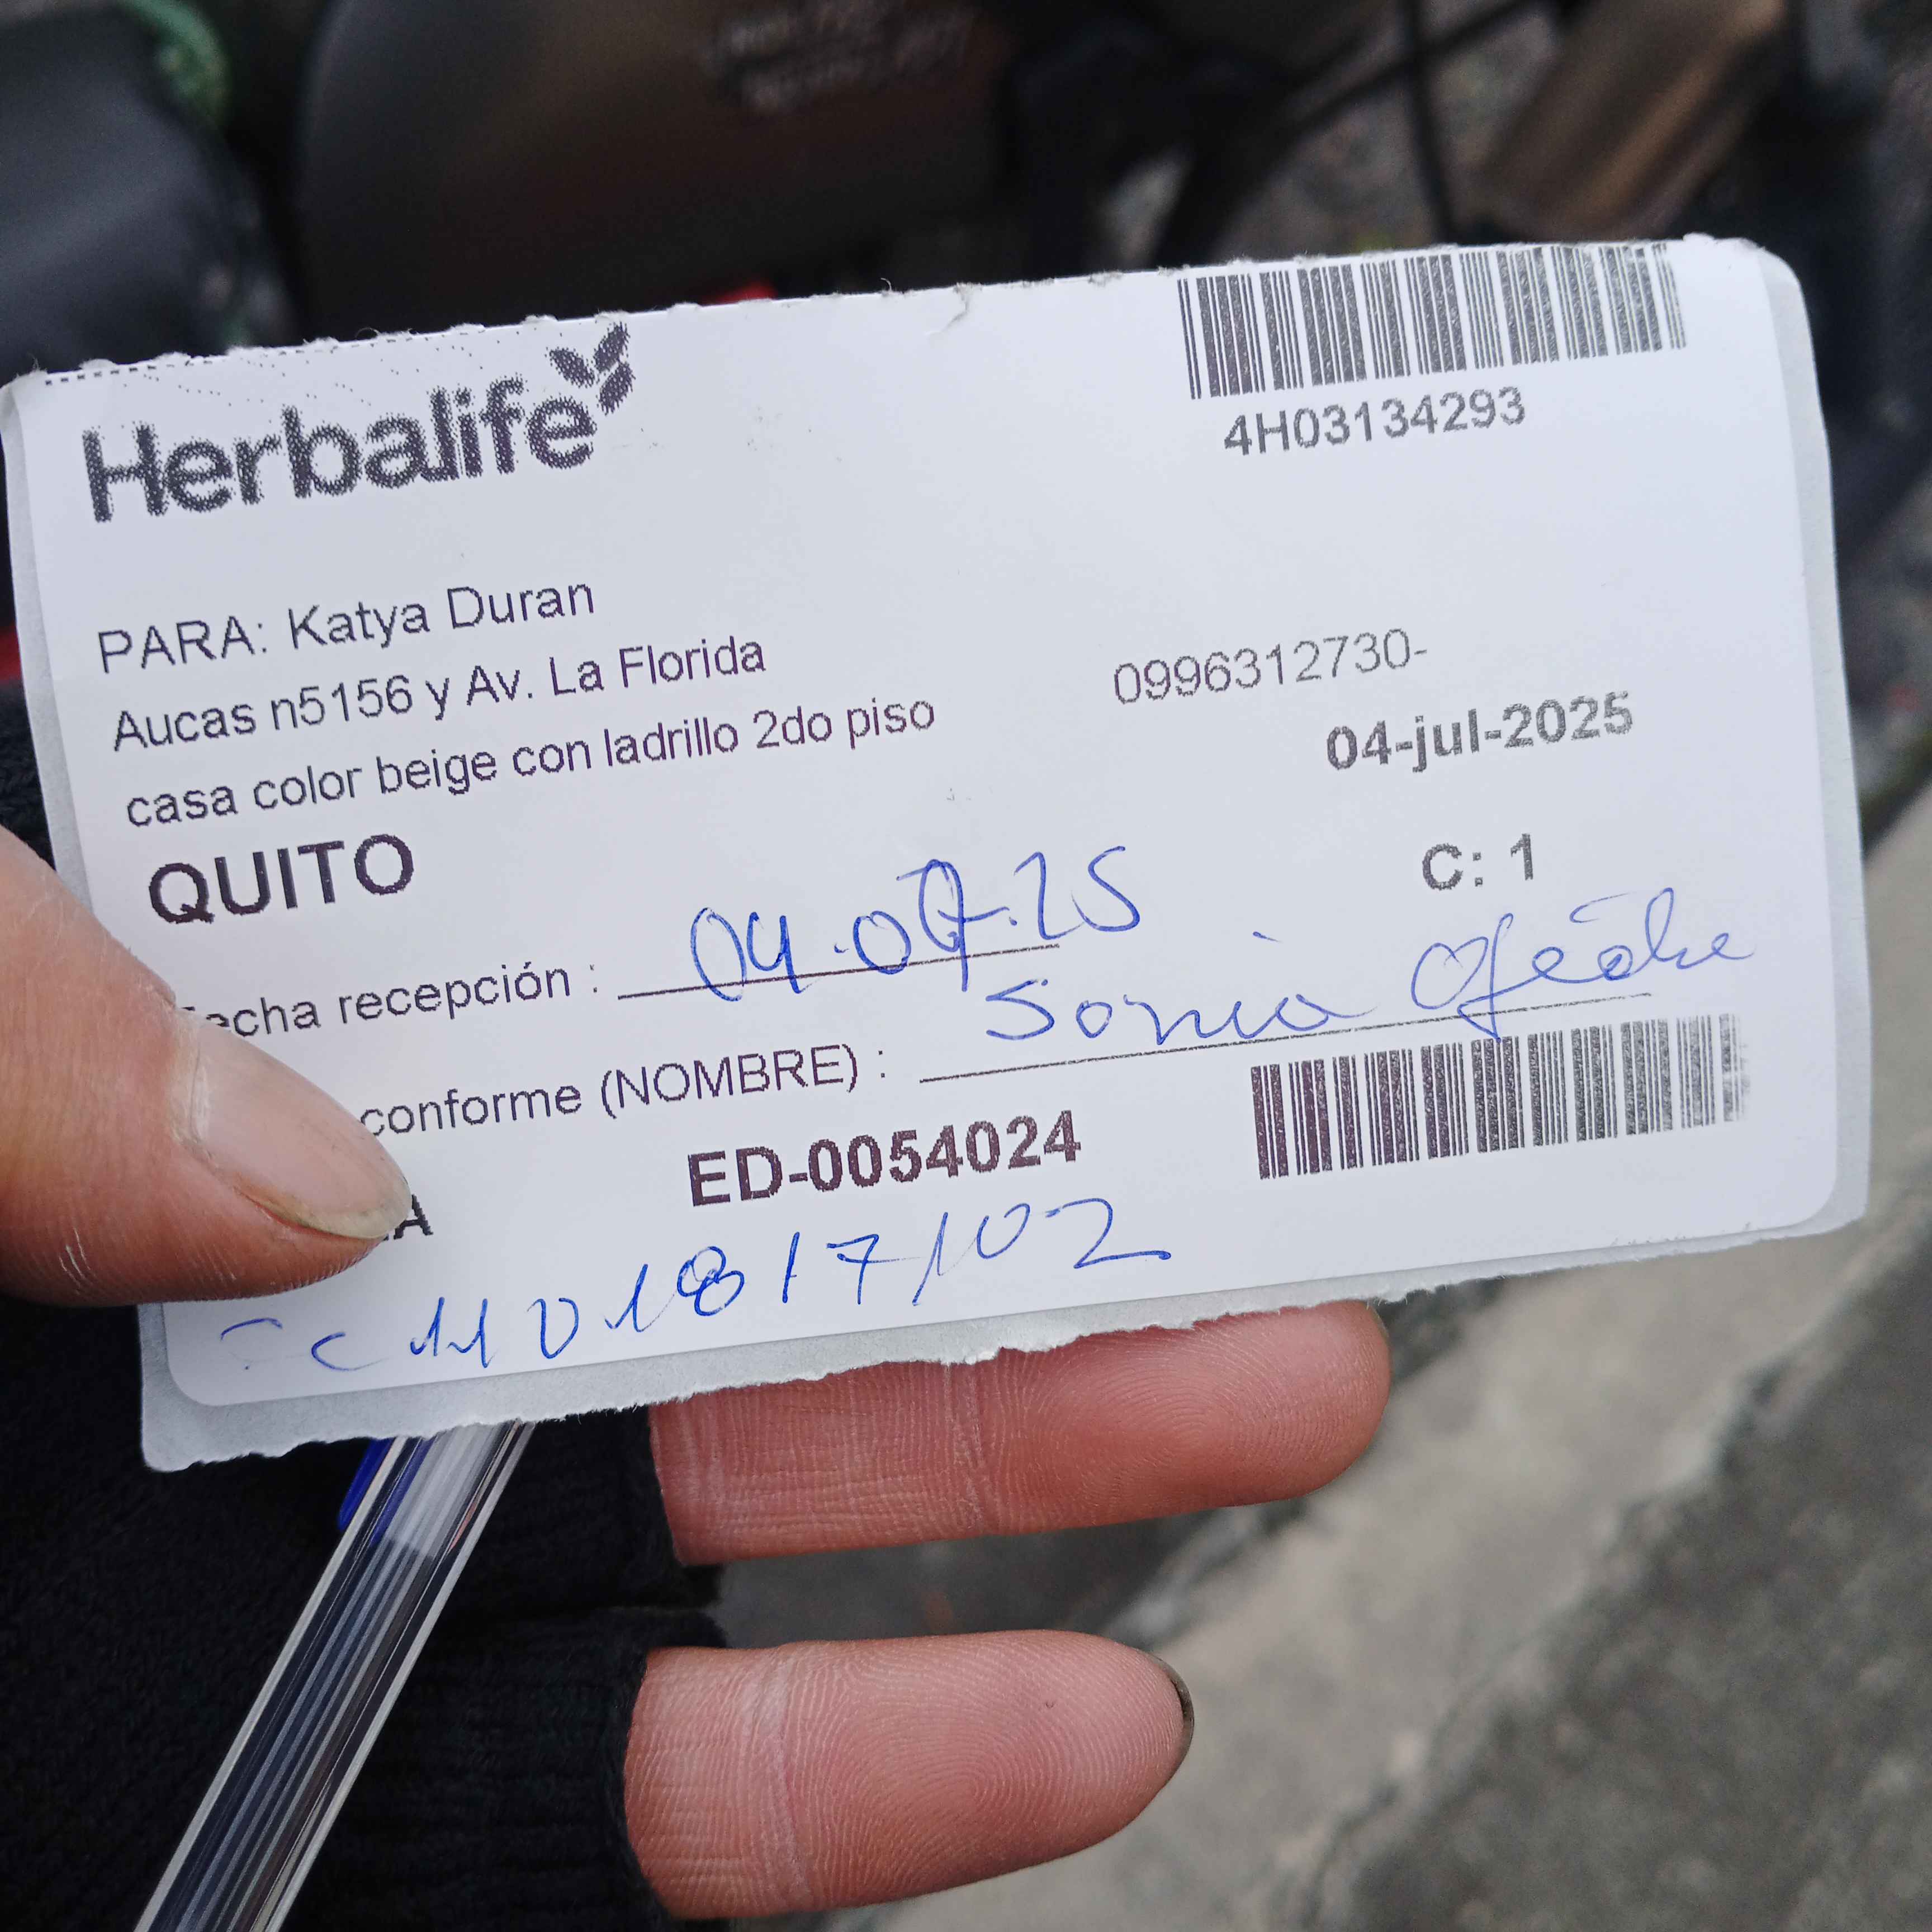 Herbalife
4H03134293
PARA: Katya Duran
Aucas n5156 y Av. La Florida
0996312730-
casa color beige con ladrillo 2do piso
04-jul-2025
QUITO
C: 1
echa recepción : 04.07.25
conforme (NOMBRE) : Sonia
ED-0054024
A